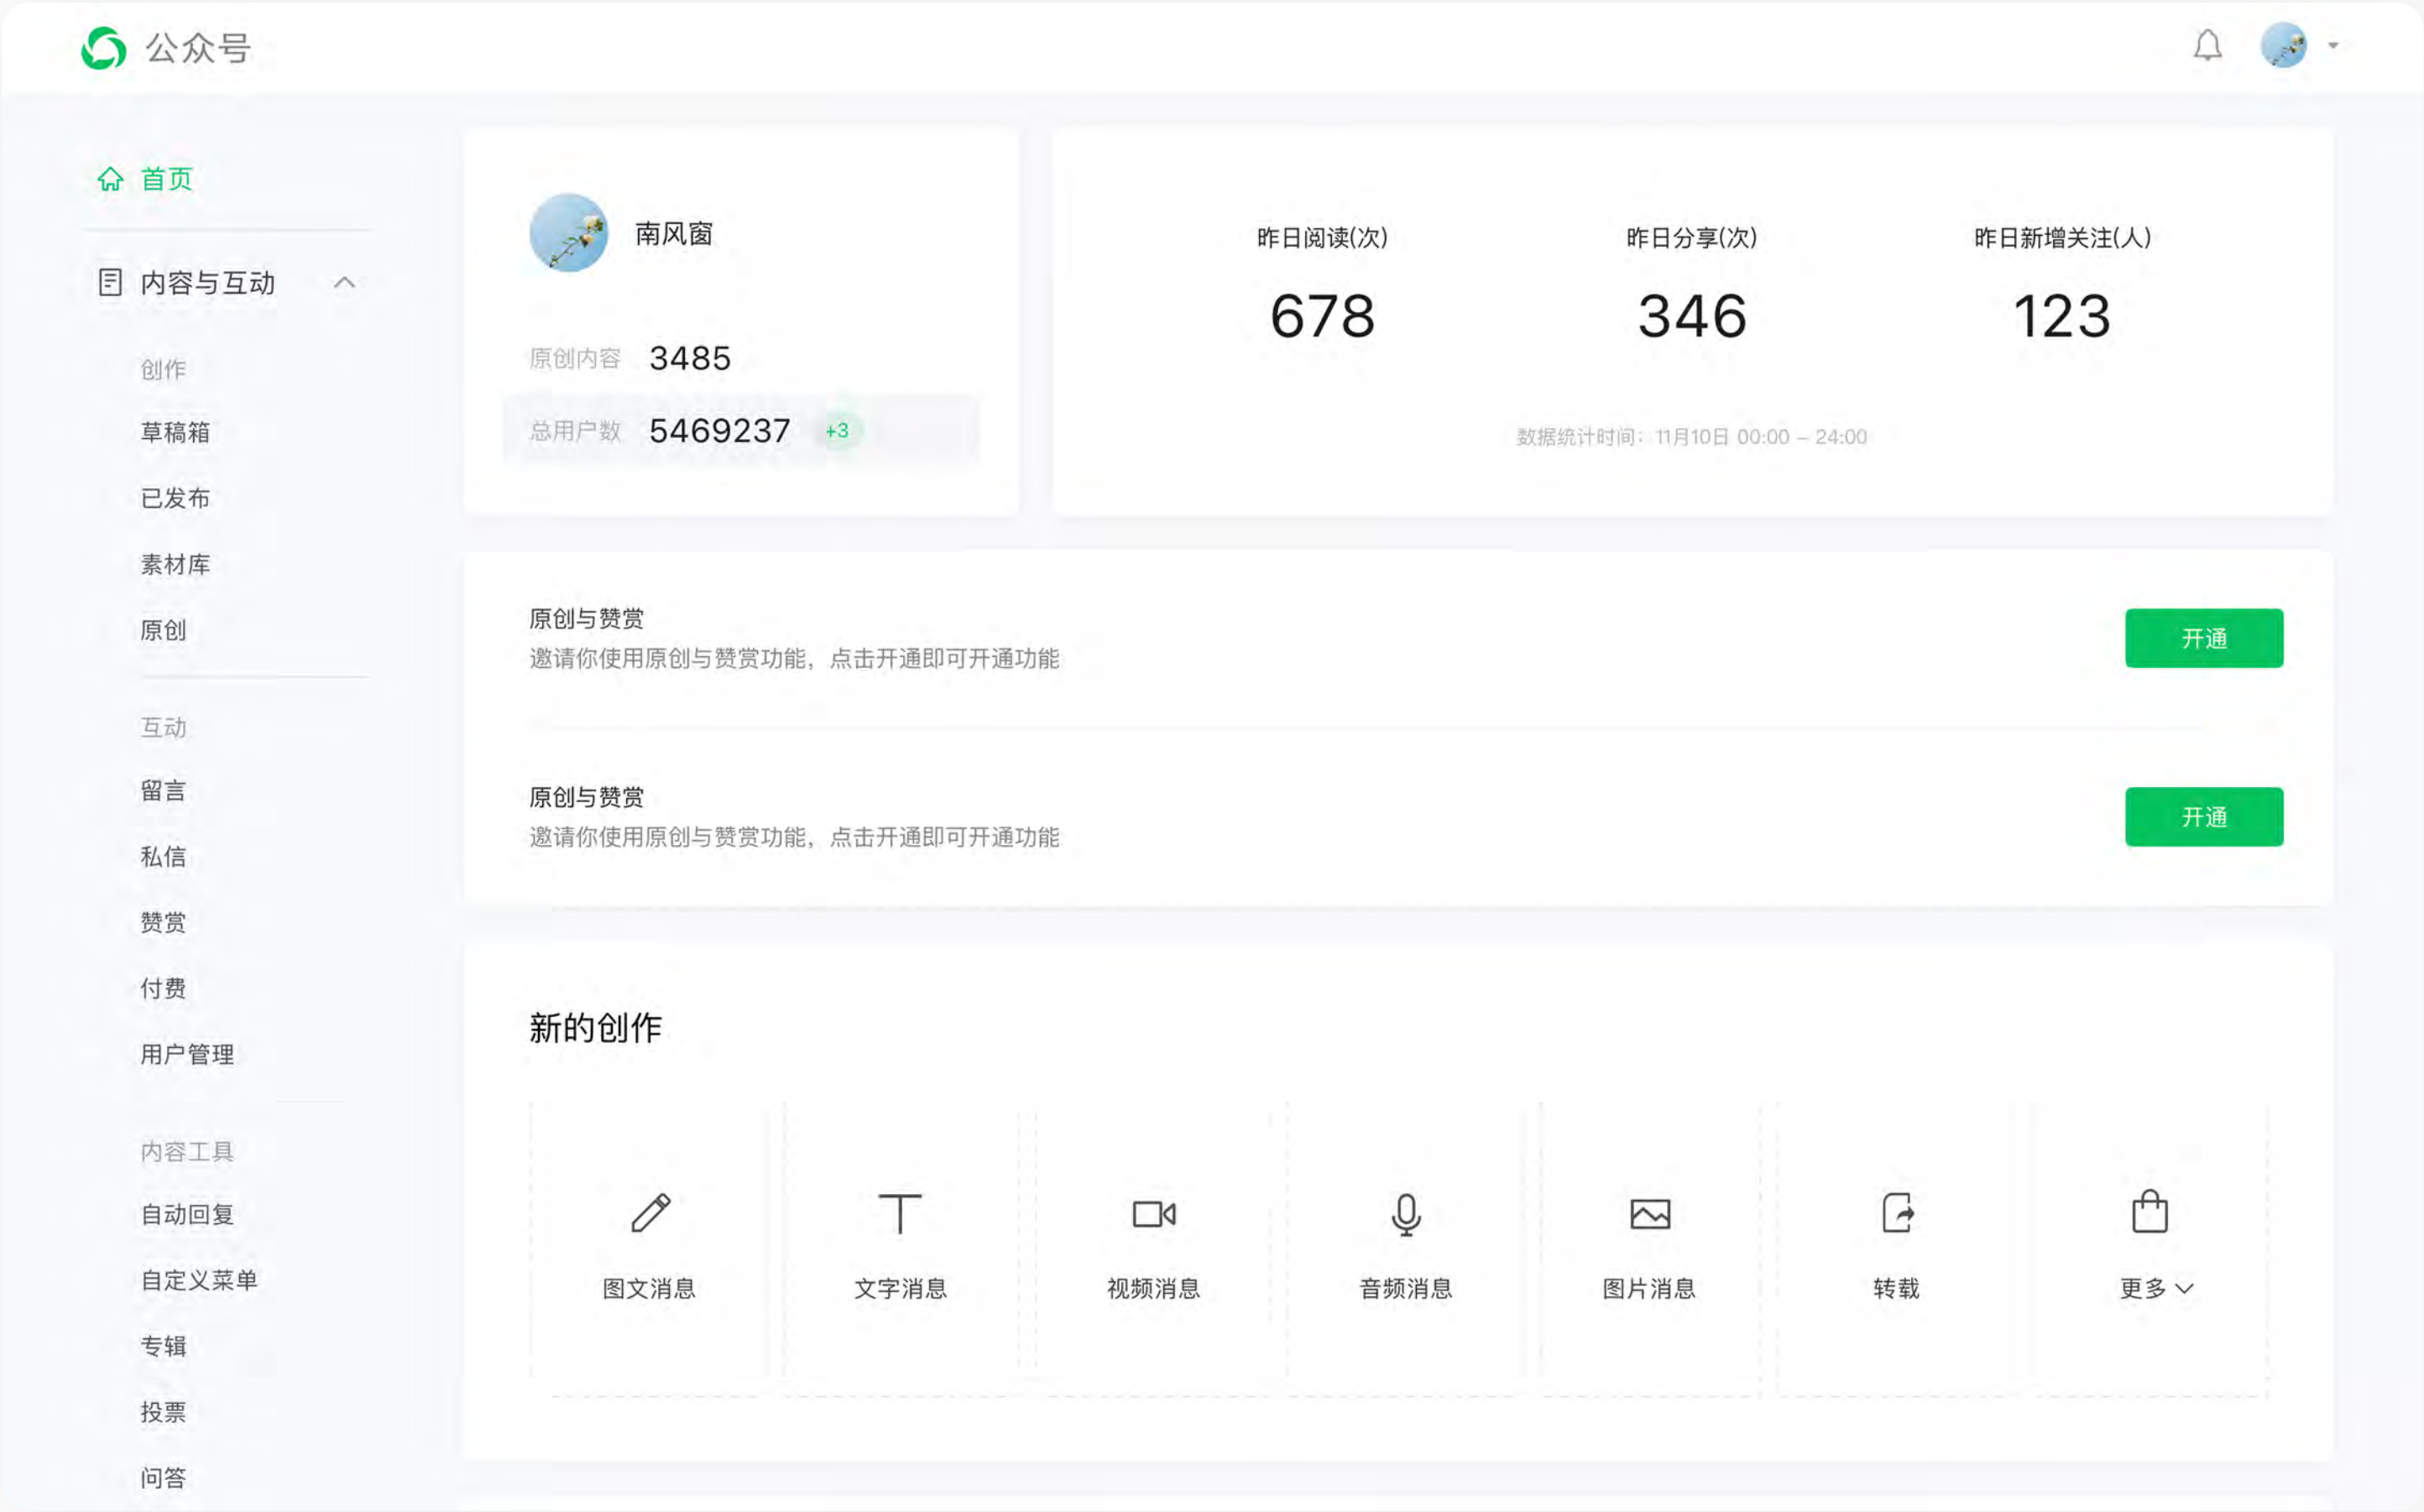 公众号
首页
内容与互动
创作
草稿箱
已发布
素材库
原创
互动
留言
私信
赞赏
付费
用户管理
内容工具
自动回复
自定义菜单
专辑
投票
问答
南风窗
原创内容 3485
总用户数 5469237 +3
昨日阅读(次) 昨日分享(次) 昨日新增关注(人)
678 346 123
数据统计时间：11月10日 00:00 – 24:00
原创与赞赏
邀请你使用原创与赞赏功能，点击开通即可开通功能
开通
原创与赞赏
邀请你使用原创与赞赏功能，点击开通即可开通功能
开通
新的创作
图文消息 文字消息 视频消息 音频消息 图片消息 转载 更多